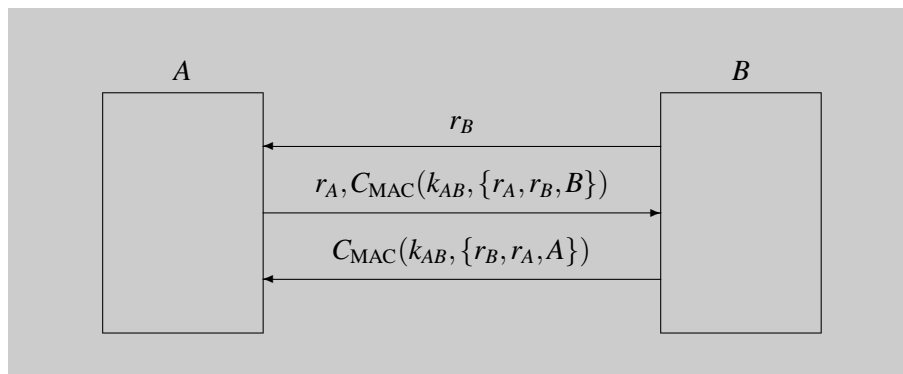 A B
r_B
r_A, C_MAC(k_AB, {r_A, r_B, B})
C_MAC(k_AB, {r_B, r_A, A})